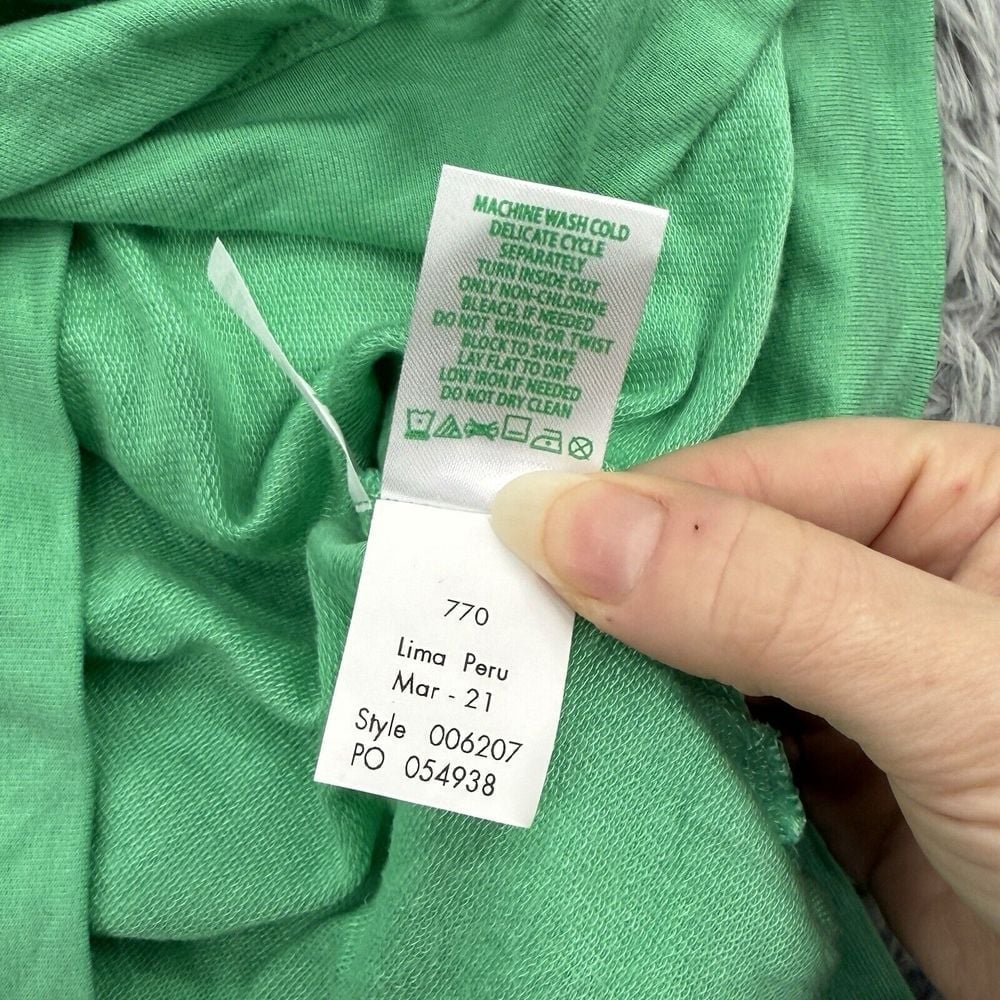 MACHINE WASH COLD
DELICATE CYCLE
SEPARATELY
TURN INSIDE OUT
ONLY NON-CHLORINE
BLEACH, IF NEEDED
DO NOT WRING OR TWIST
BLOCK TO SHAPE
LAY FLAT TO DRY
LOW IRON IF NEEDED
DO NOT DRY CLEAN
770
Lima Peru
Mar - 21
Style 006207
PO 054938